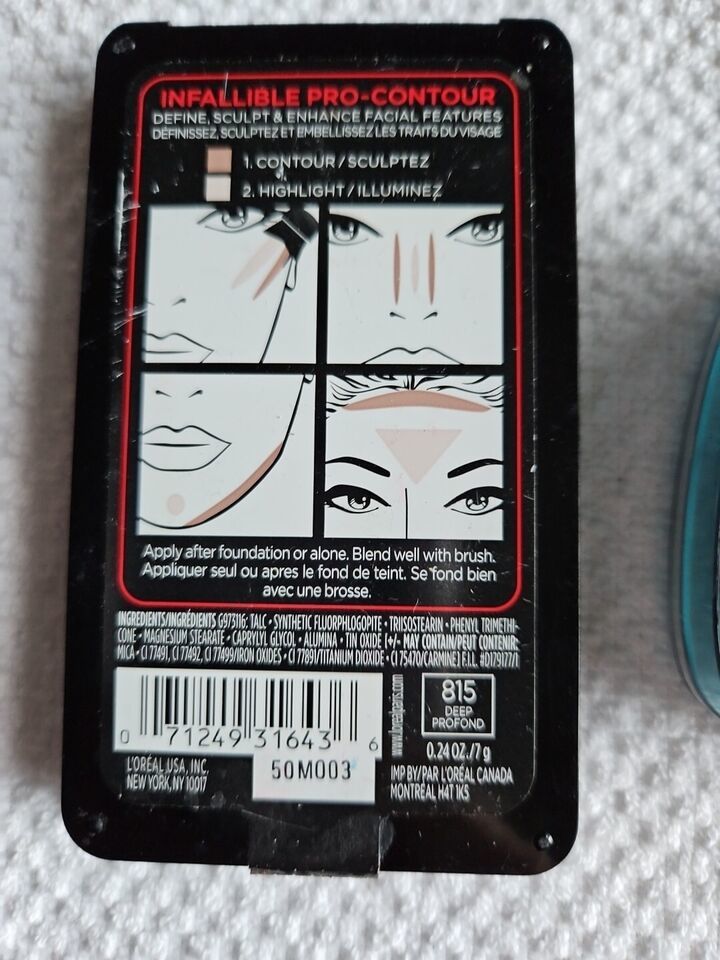 INFALLIBLE PRO-CONTOUR
DEFINE, SCULPT & ENHANCE FACIAL FEATURES
DÉFINISSEZ, SCULPTEZ ET EMBELLISSEZ LES TRAITS DU VISAGE
1. CONTOUR/SCULPTEZ
2. HIGHLIGHT/ILLUMINEZ
Apply after foundation or alone. Blend well with brush.
Appliquer seul ou apres le fond de teint. Se fond bien
avec une brosse.
INGREDIENTS/INGRÉDIENTS G973116: TALC • SYNTHETIC FLUORPHLOGOPITE • TRIISOSTEARIN • PHENYL TRIMETHI-
CONE • MAGNESIUM STEARATE • CAPRYLYL GLYCOL • ALUMINA • TIN OXIDE [+/- MAY CONTAIN/PEUT CONTENIR:
MICA • CI 77491, CI 77492, CI 77499/IRON OXIDES • CI 77891/TITANIUM DIOXIDE • CI 75470/CARMINE] F.I.L. #D179177/1
0 71249 31643 6
50M003
L'ORÉAL USA, INC.
NEW YORK, NY 10017
www.lorealparis.com
815
DEEP
PROFOND
0.24 OZ./7 g
IMP BY/PAR L'ORÉAL CANADA
MONTRÉAL H4T 1K5